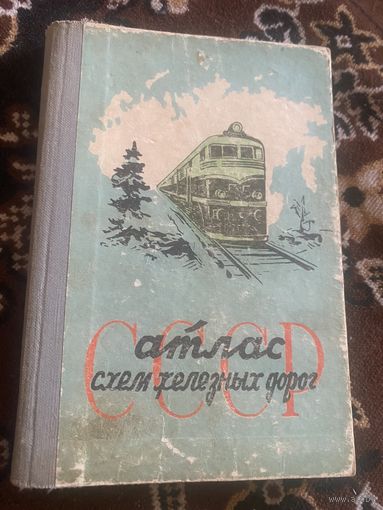 атлас
схем железных дорог
СССР